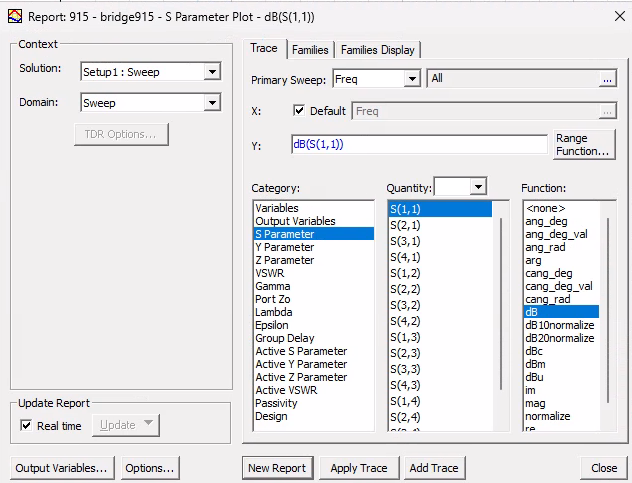 Report: 915 - bridge915 - S Parameter Plot - dB(S(1,1))
Context
Solution:
Setup1 : Sweep
Domain:
Sweep
TDR Options...
Update Report
Real time
Update
Output Variables...
Options...
Trace
Families
Families Display
Primary Sweep:
Freq
All
...
X:
Default
Freq
...
Y:
dB(S(1,1))
Range
Function...
Category:
Variables
Output Variables
S Parameter
Y Parameter
Z Parameter
VSWR
Gamma
Port Zo
Lambda
Epsilon
Group Delay
Active S Parameter
Active Y Parameter
Active Z Parameter
Active VSWR
Passivity
Design
Quantity:
S(1,1)
S(2,1)
S(3,1)
S(4,1)
S(1,2)
S(2,2)
S(3,2)
S(4,2)
S(1,3)
S(2,3)
S(3,3)
S(4,3)
S(1,4)
S(2,4)
Function:
<none>
ang_deg
ang_deg_val
ang_rad
arg
cang_deg
cang_deg_val
cang_rad
dB
dB10normalize
dB20normalize
dBc
dBm
dBu
im
mag
normalize
re
New Report
Apply Trace
Add Trace
Close